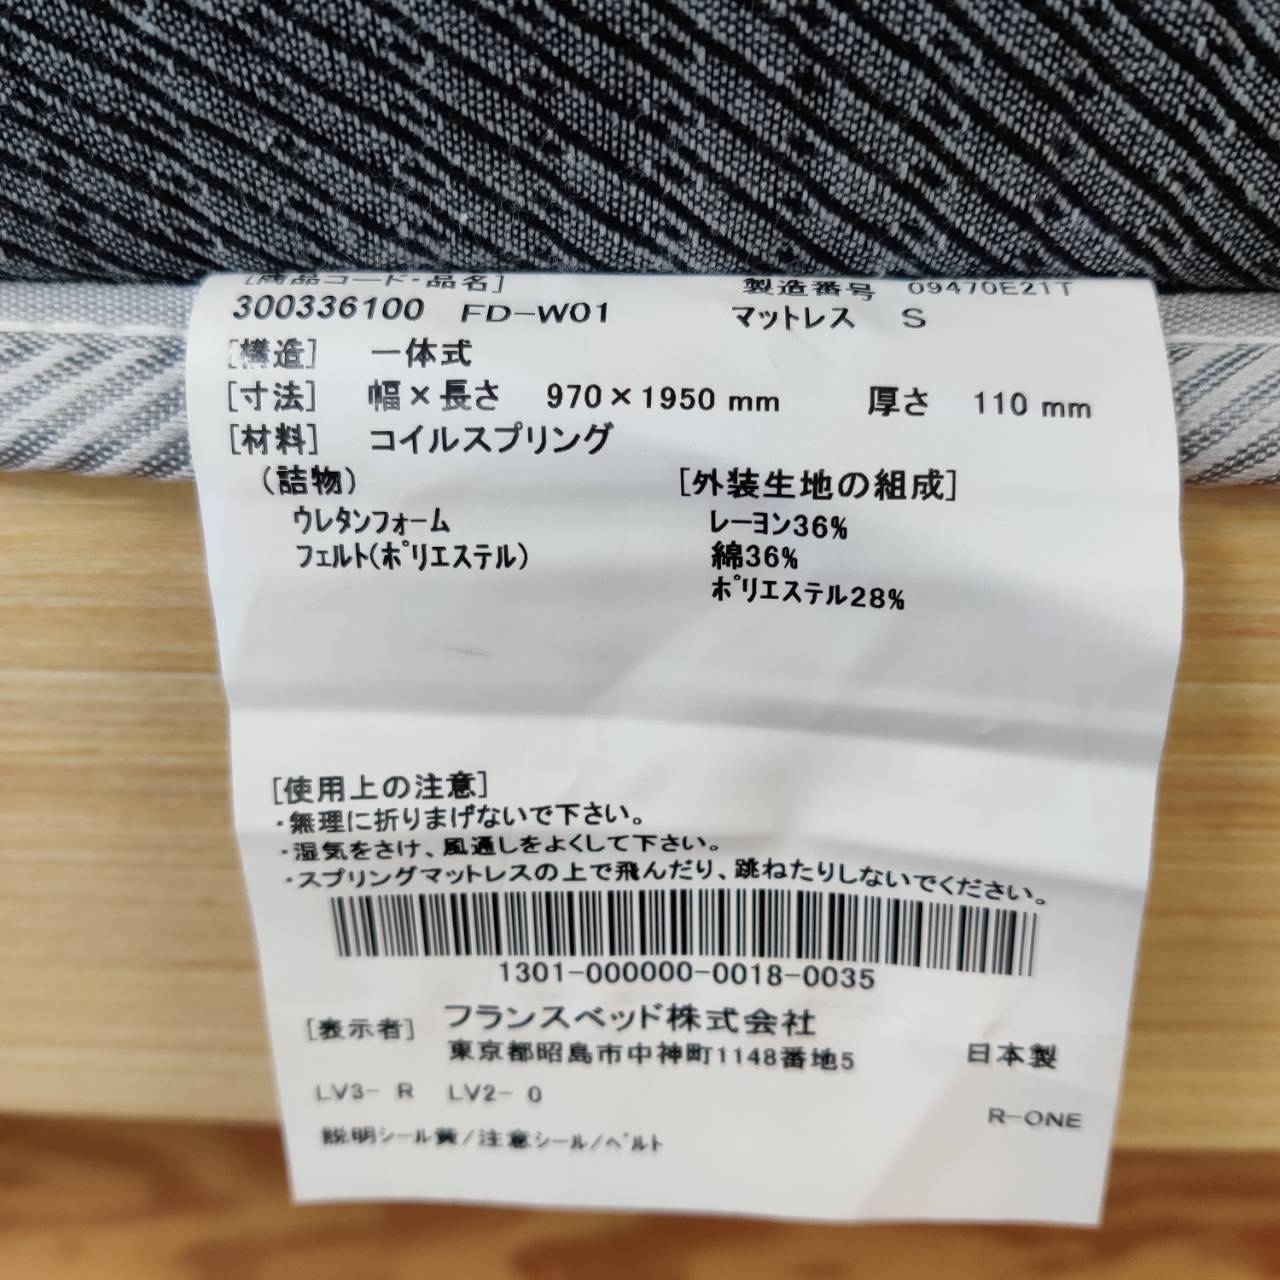 [商品コード・品名]　製造番号　09470E21T
300336100　FD-W01　マットレス　S
[構造]　一体式
[寸法]　幅×長さ　970×1950 mm　厚さ　110 mm
[材料]　コイルスプリング
(詰物)　[外装生地の組成]
ウレタンフォーム　レーヨン36%
フェルト(ポリエステル)　綿36%
ポリエステル28%
[使用上の注意]
・無理に折りまげないで下さい。
・湿気をさけ、風通しをよくして下さい。
・スプリングマットレスの上で飛んだり、跳ねたりしないでください。
1301-000000-0018-0035
[表示者]　フランスベッド株式会社
東京都昭島市中神町1148番地5　日本製
LV3- R　LV2- 0
R-ONE
説明シール黄/注意シール/ベルト